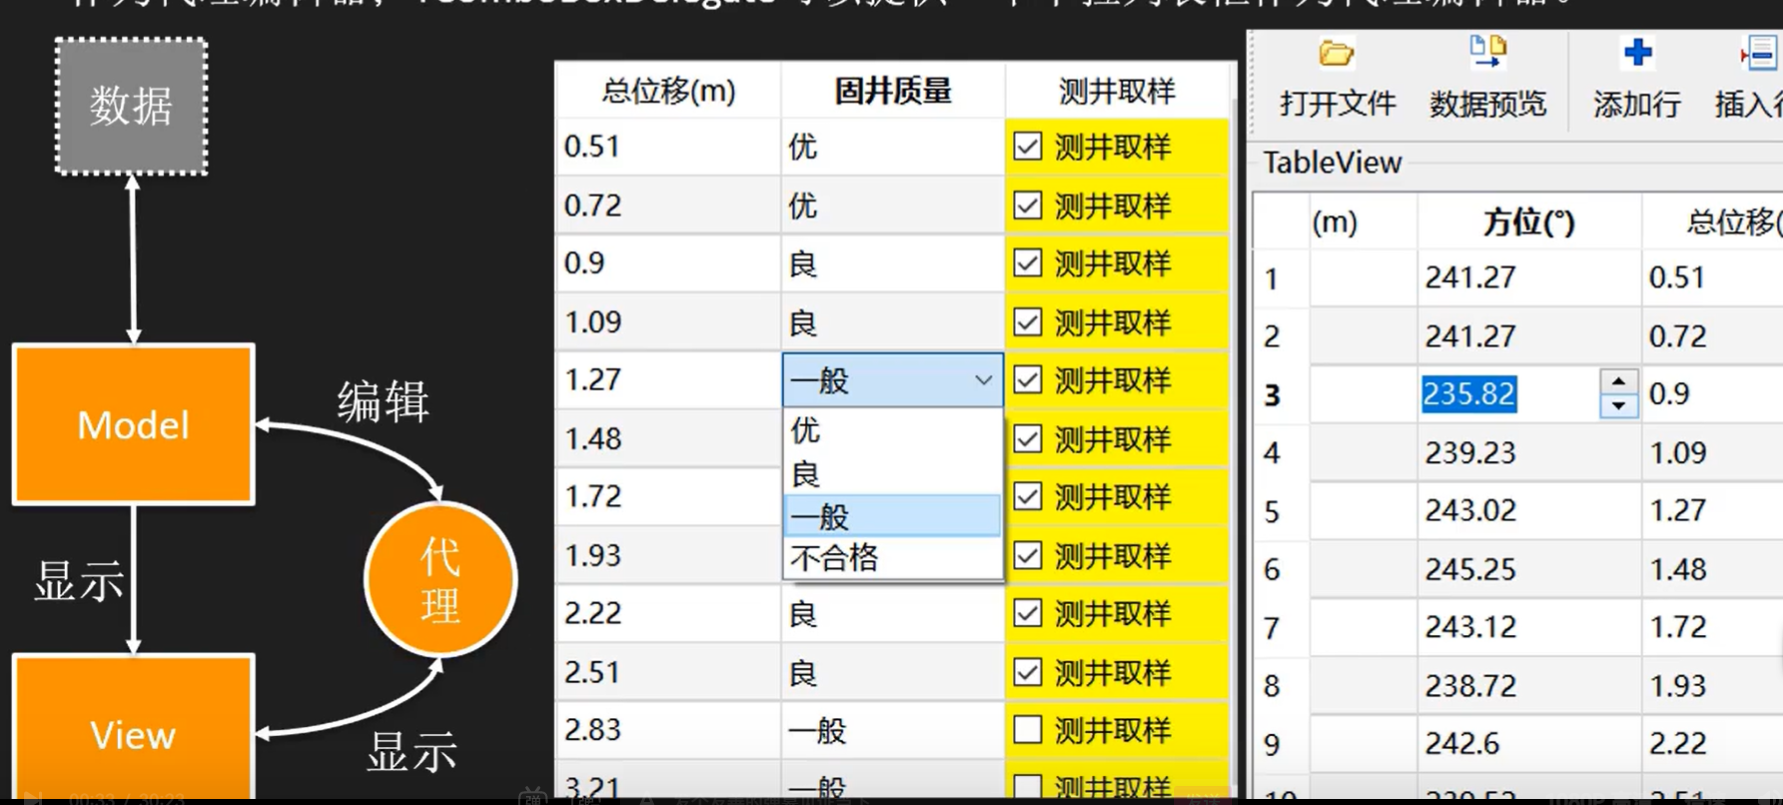 数据
Model
编辑
代理
显示
View
显示
总位移(m) 固井质量 测井取样
0.51 优 测井取样
0.72 优 测井取样
0.9 良 测井取样
1.09 良 测井取样
1.27 一般 测井取样
1.48 优 测井取样
良
1.72 一般 测井取样
1.93 不合格 测井取样
2.22 良 测井取样
2.51 良 测井取样
2.83 一般 测井取样
3.21 一般 测井取样
打开文件 数据预览 添加行 插入行
TableView
(m) 方位(°) 总位移(
1 241.27 0.51
2 241.27 0.72
3 235.82 0.9
4 239.23 1.09
5 243.02 1.27
6 245.25 1.48
7 243.12 1.72
8 238.72 1.93
9 242.6 2.22
10 2.51